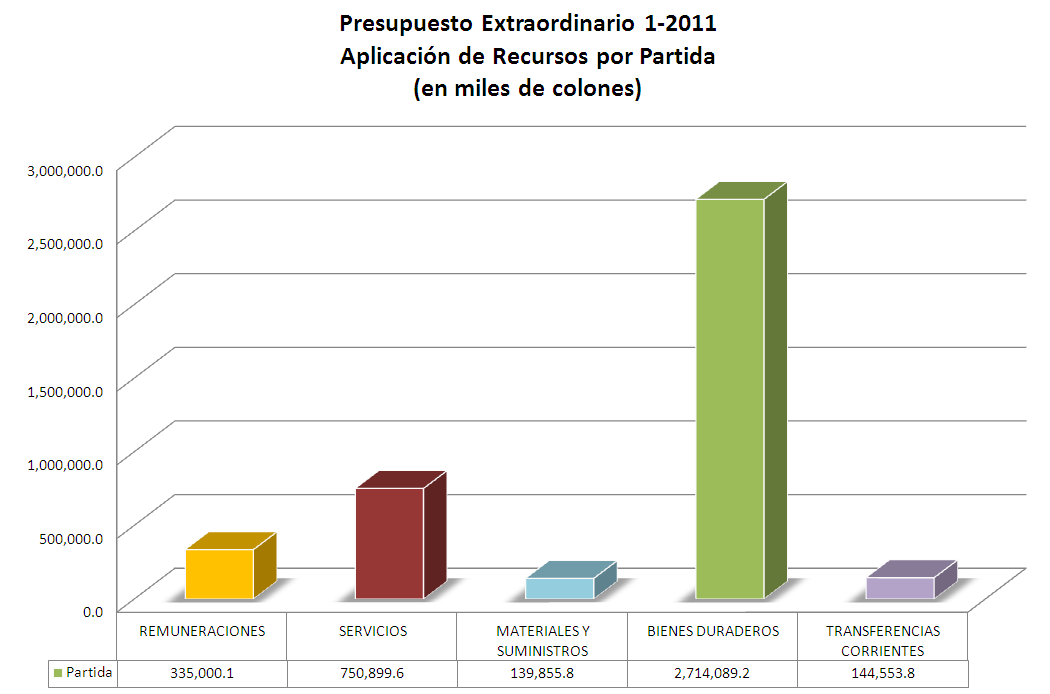 Presupuesto Extraordinario 1-2011
Aplicación de Recursos por Partida
(en miles de colones)
3,000,000.0
2,500,000.0
2,000,000.0
1,500,000.0
1,000,000.0
500,000.0
0.0
REMUNERACIONES
SERVICIOS
MATERIALES Y
SUMINISTROS
BIENES DURADEROS
TRANSFERENCIAS
CORRIENTES
Partida 335,000.1 750,899.6 139,855.8 2,714,089.2 144,553.8